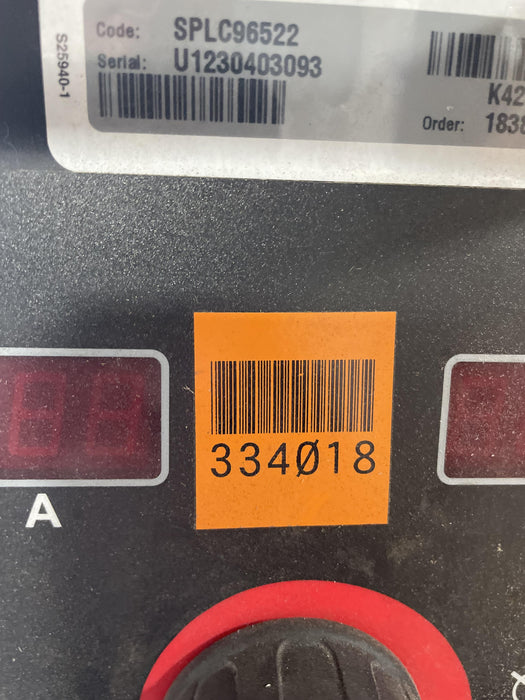 Code: SPLC96522
Serial: U1230403093
S25940-1
K42
Order: 1838
334Ø18
A